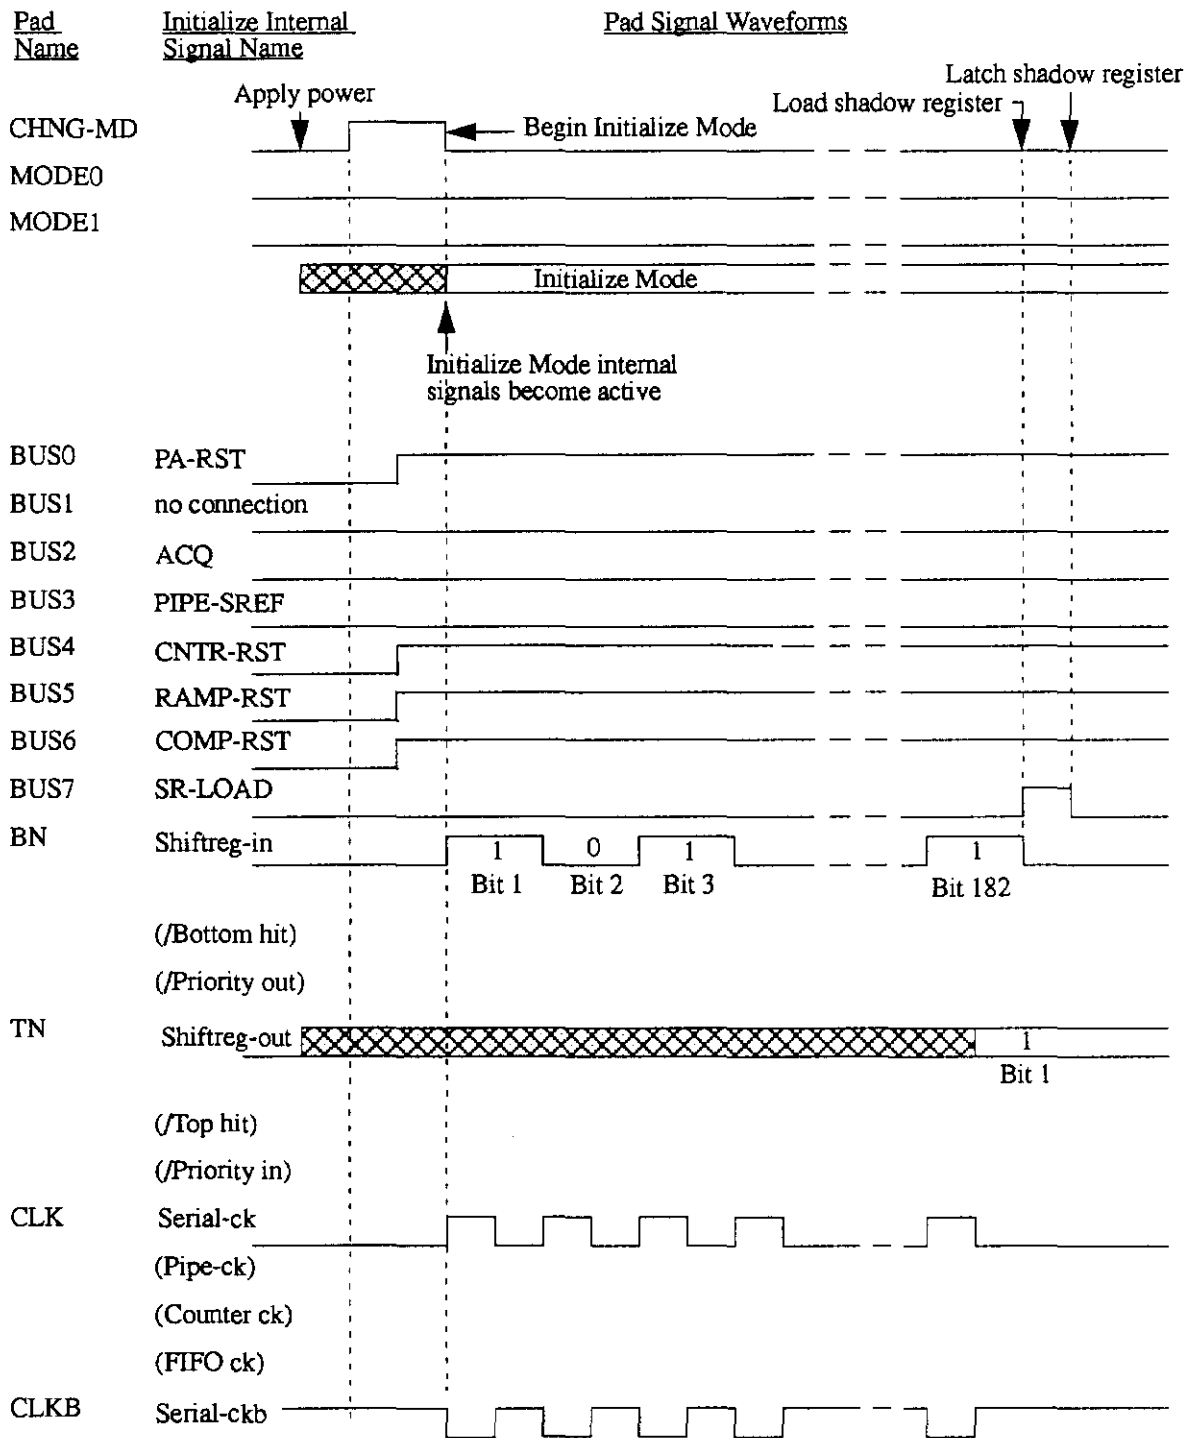 Pad Name
Initialize Internal Signal Name
Pad Signal Waveforms
Latch shadow register
Apply power
Load shadow register
CHNG-MD
Begin Initialize Mode
MODE0
MODE1
Initialize Mode
Initialize Mode internal
signals become active
BUS0 PA-RST
BUS1 no connection
BUS2 ACQ
BUS3 PIPE-SREF
BUS4 CNTR-RST
BUS5 RAMP-RST
BUS6 COMP-RST
BUS7 SR-LOAD
BN Shiftreg-in 1 0 1 1
Bit 1 Bit 2 Bit 3 Bit 182
(/Bottom hit)
(/Priority out)
TN Shiftreg-out 1
Bit 1
(/Top hit)
(/Priority in)
CLK Serial-ck
(Pipe-ck)
(Counter ck)
(FIFO ck)
CLKB Serial-ckb